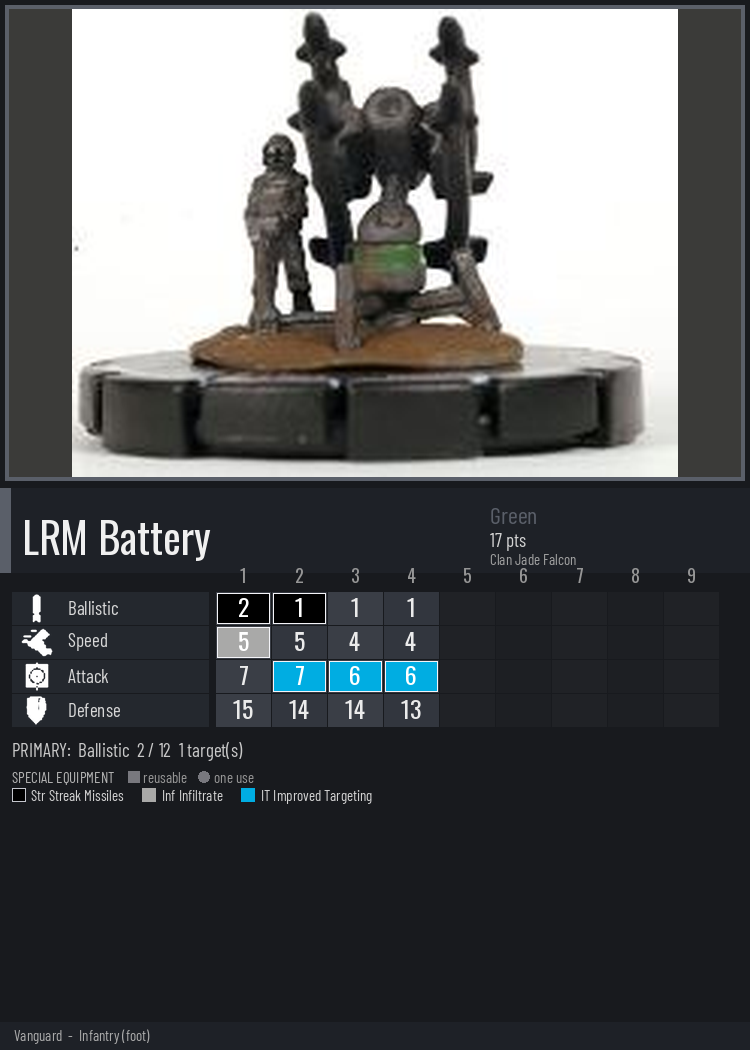 LRM Battery
Green
17 pts
Clan Jade Falcon
1 2 3 4 5 6 7 8 9
Ballistic 2 1 1 1
Speed 5 5 4 4
Attack 7 7 6 6
Defense 15 14 14 13
PRIMARY: Ballistic 2 / 12 1 target(s)
SPECIAL EQUIPMENT reusable one use
Str Streak Missiles Inf Infiltrate IT Improved Targeting
Vanguard - Infantry (foot)